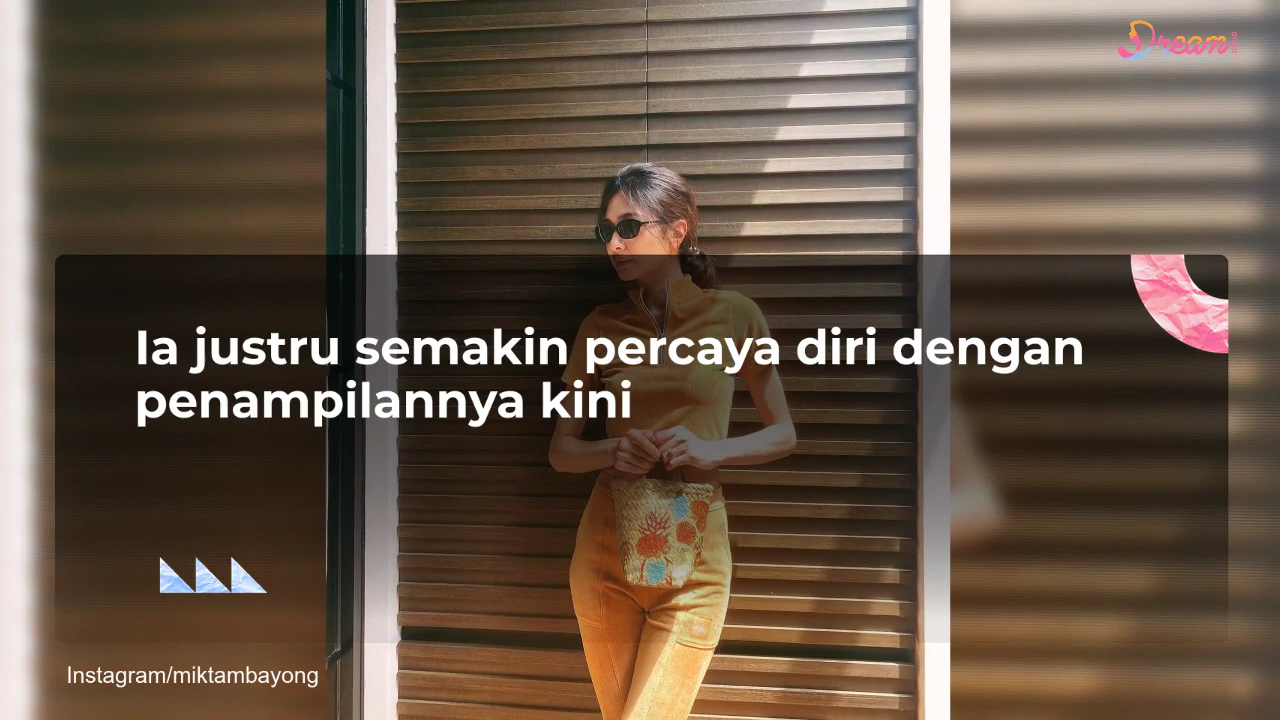 Dream
Ia justru semakin percaya diri dengan
penampilannya kini
Instagram/miktambayong